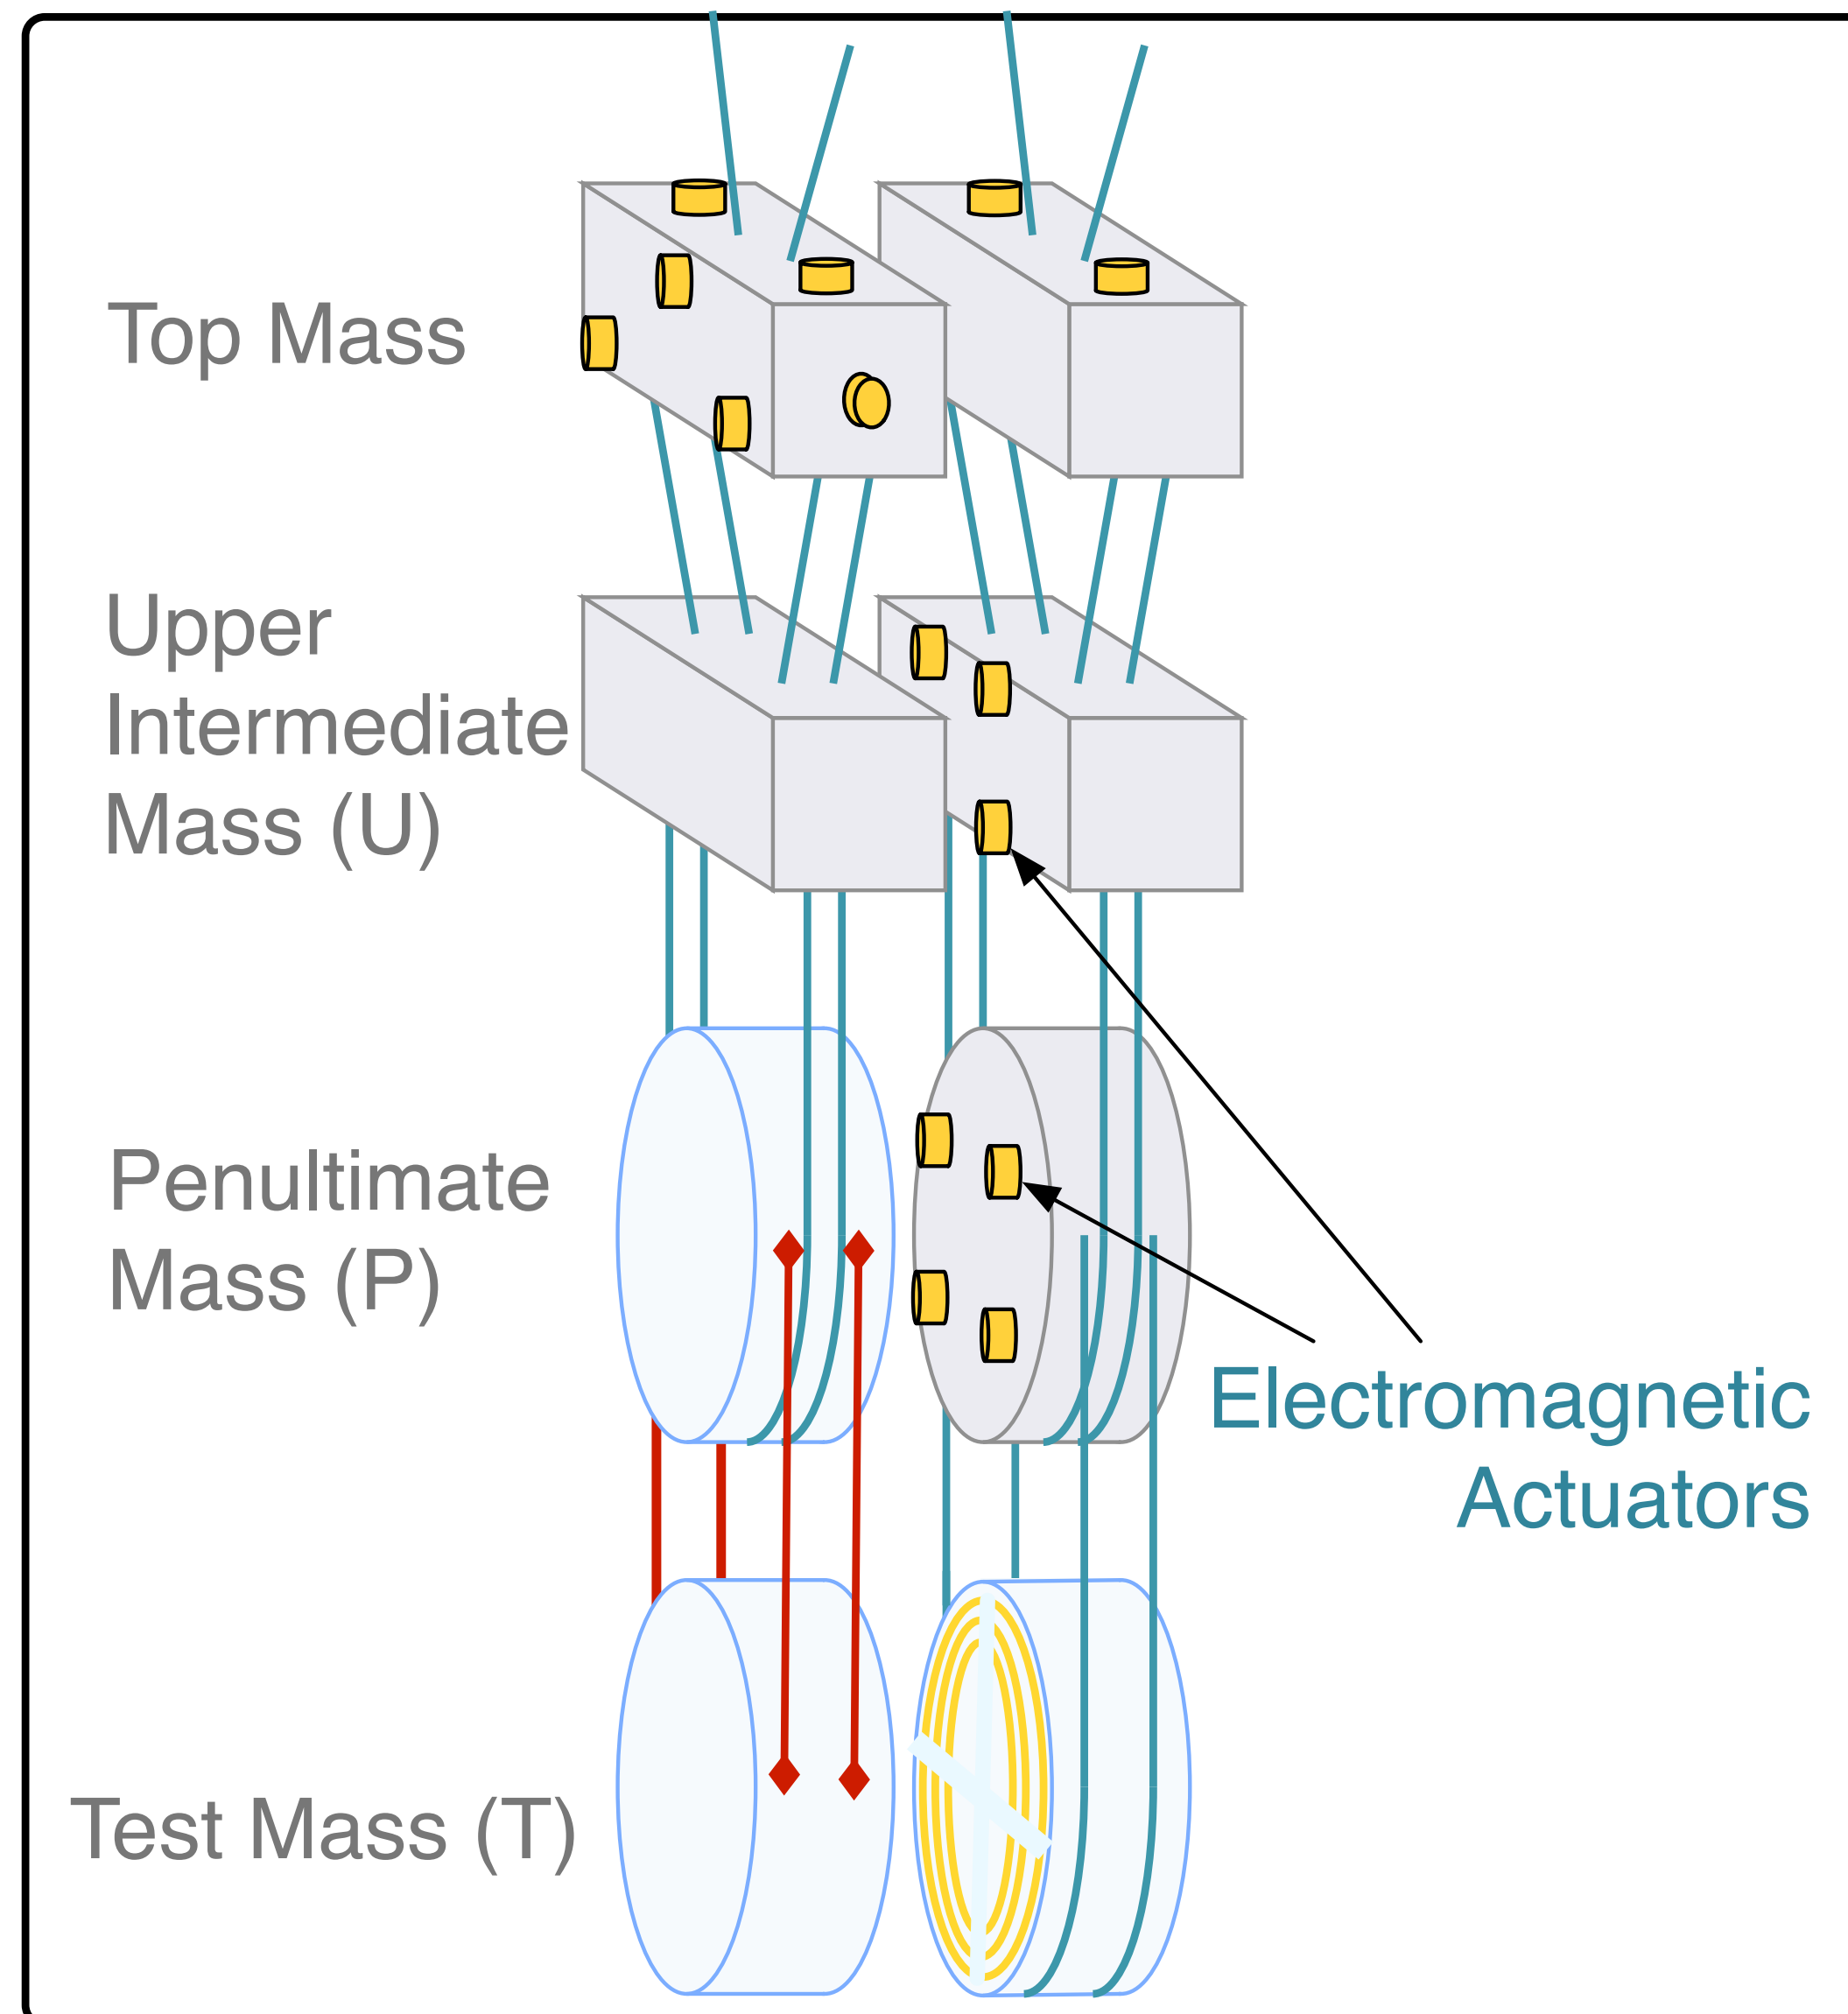 Top Mass
Upper
Intermediate
Mass (U)
Penultimate
Mass (P)
Electromagnetic
Actuators
Test Mass (T)